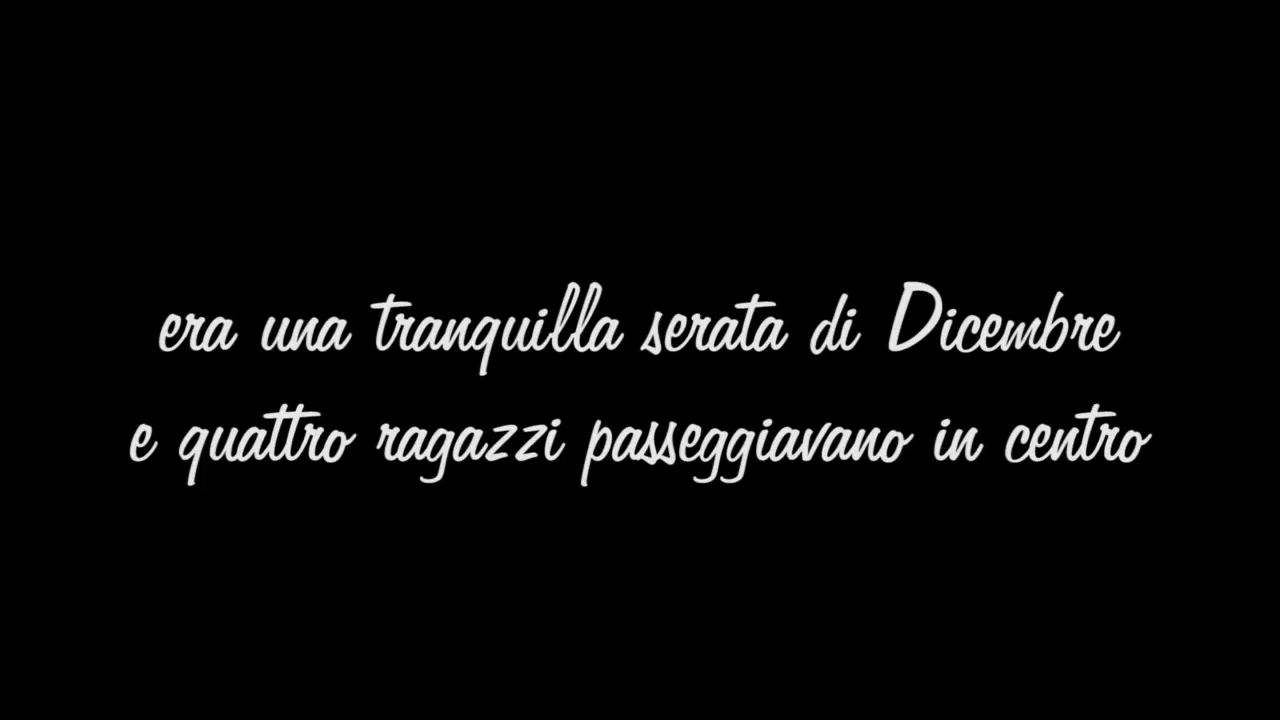 era una tranquilla serata di Dicembre
e quattro ragazzi passeggiavano in centro